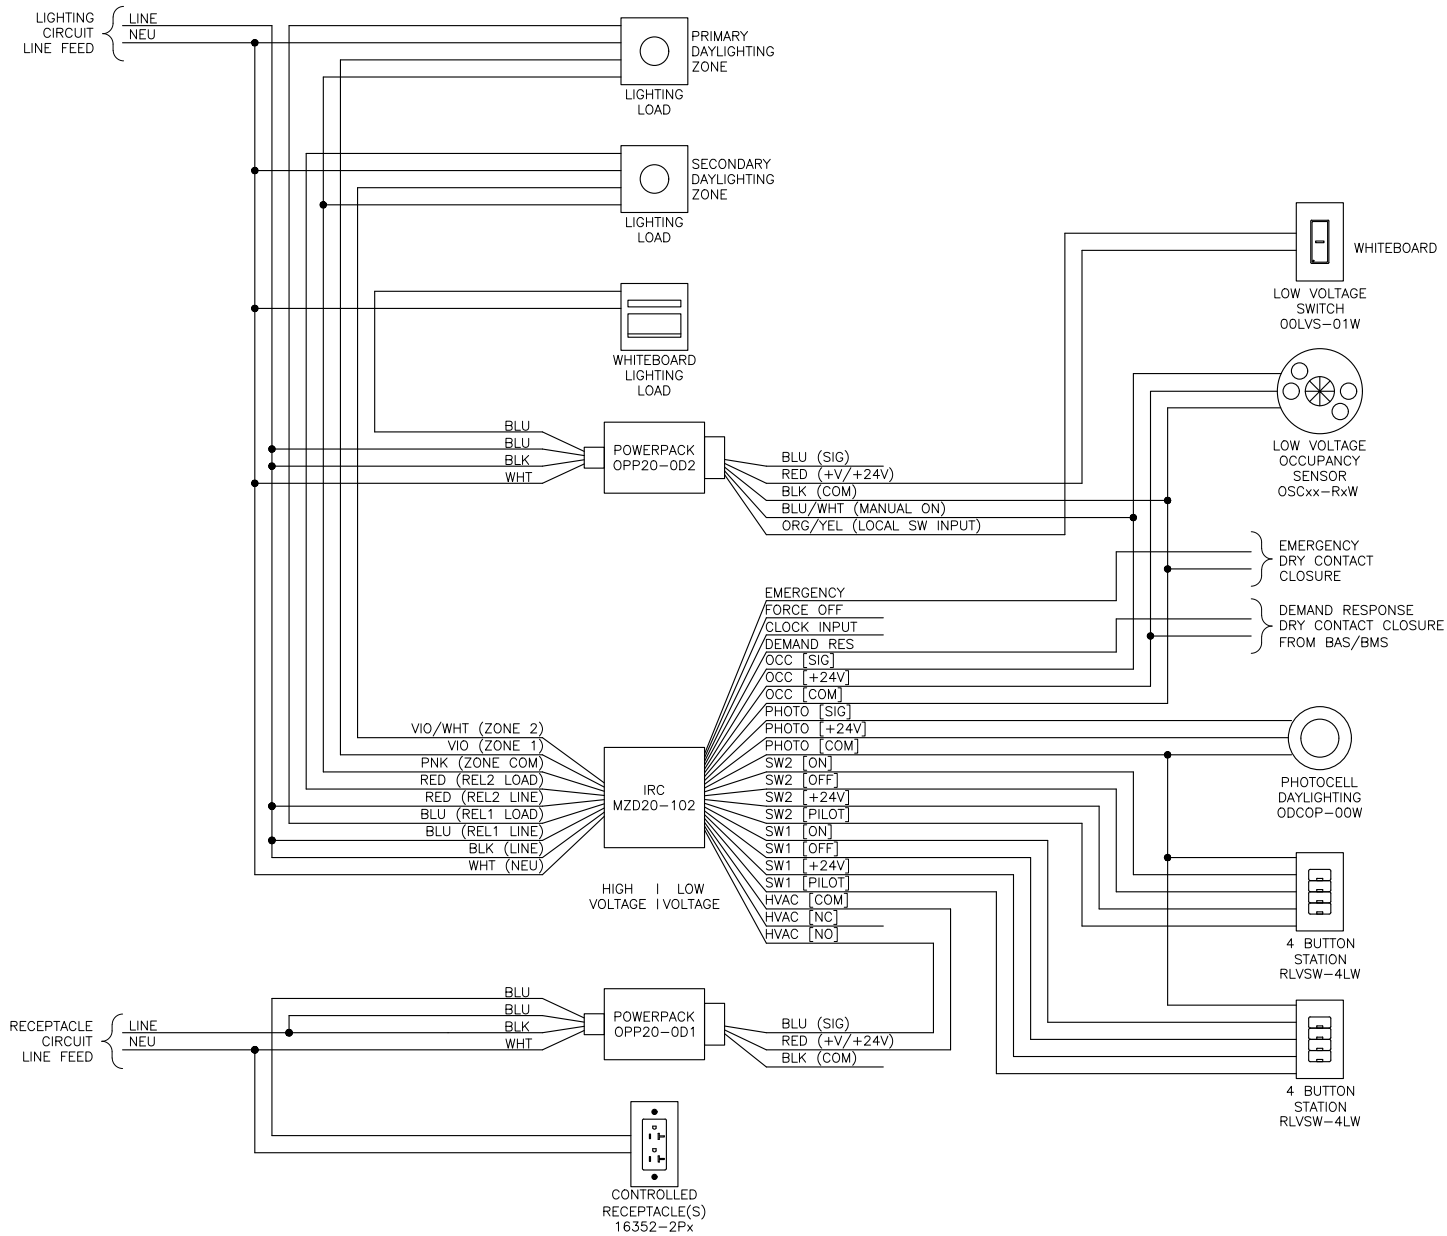 LIGHTING
CIRCUIT
LINE FEED
LINE
NEU
PRIMARY
DAYLIGHTING
ZONE
LIGHTING
LOAD
SECONDARY
DAYLIGHTING
ZONE
LIGHTING
LOAD
WHITEBOARD
LIGHTING
LOAD
WHITEBOARD
LOW VOLTAGE
SWITCH
00LVS-01W
LOW VOLTAGE
OCCUPANCY
SENSOR
OSCxx-RxW
BLU
BLU
BLK
WHT
POWERPACK
OPP20-0D2
BLU (SIG)
RED (+V/+24V)
BLK (COM)
BLU/WHT (MANUAL ON)
ORG/YEL (LOCAL SW INPUT)
EMERGENCY
DRY CONTACT
CLOSURE
DEMAND RESPONSE
DRY CONTACT CLOSURE
FROM BAS/BMS
EMERGENCY
FORCE OFF
CLOCK INPUT
DEMAND RES
OCC [SIG]
OCC [+24V]
OCC [COM]
PHOTO [SIG]
PHOTO [+24V]
PHOTO [COM]
SW2 [ON]
SW2 [OFF]
SW2 [+24V]
SW2 [PILOT]
SW1 [ON]
SW1 [OFF]
SW1 [+24V]
SW1 [PILOT]
HVAC [COM]
HVAC [NC]
HVAC [NO]
VIO/WHT (ZONE 2)
VIO (ZONE 1)
PNK (ZONE COM)
RED (REL2 LOAD)
RED (REL2 LINE)
BLU (REL1 LOAD)
BLU (REL1 LINE)
BLK (LINE)
WHT (NEU)
IRC
MZD20-102
HIGH | LOW
VOLTAGE | VOLTAGE
PHOTOCELL
DAYLIGHTING
ODCOP-00W
4 BUTTON
STATION
RLVSW-4LW
4 BUTTON
STATION
RLVSW-4LW
RECEPTACLE
CIRCUIT
LINE FEED
LINE
NEU
BLU
BLU
BLK
WHT
POWERPACK
OPP20-0D1
BLU (SIG)
RED (+V/+24V)
BLK (COM)
CONTROLLED
RECEPTACLE(S)
16352-2Px